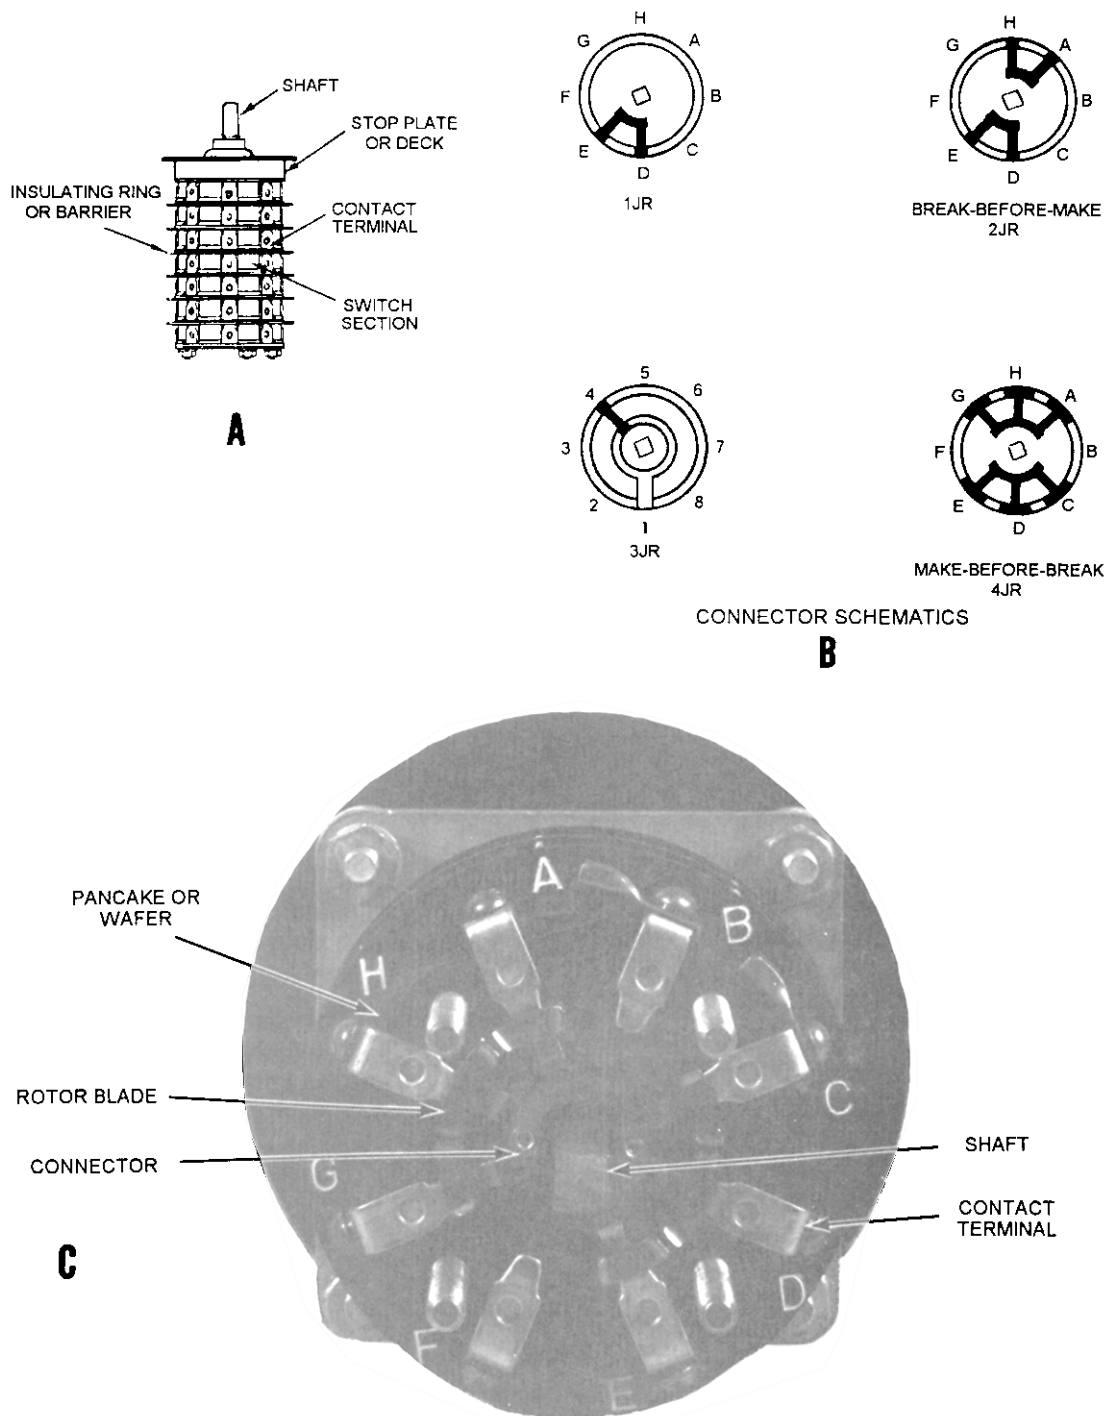 SHAFT
STOP PLATE
OR DECK
INSULATING RING
OR BARRIER
CONTACT
TERMINAL
SWITCH
SECTION
A
H
G
A
F
B
E
C
D
1JR
H
G
A
F
B
E
C
D
BREAK-BEFORE-MAKE
2JR
5
4
6
3
7
2
8
1
3JR
H
G
A
F
B
E
C
D
MAKE-BEFORE-BREAK
4JR
CONNECTOR SCHEMATICS
B
PANCAKE OR
WAFER
ROTOR BLADE
CONNECTOR
SHAFT
CONTACT
TERMINAL
A
B
H
C
G
D
F
E
C